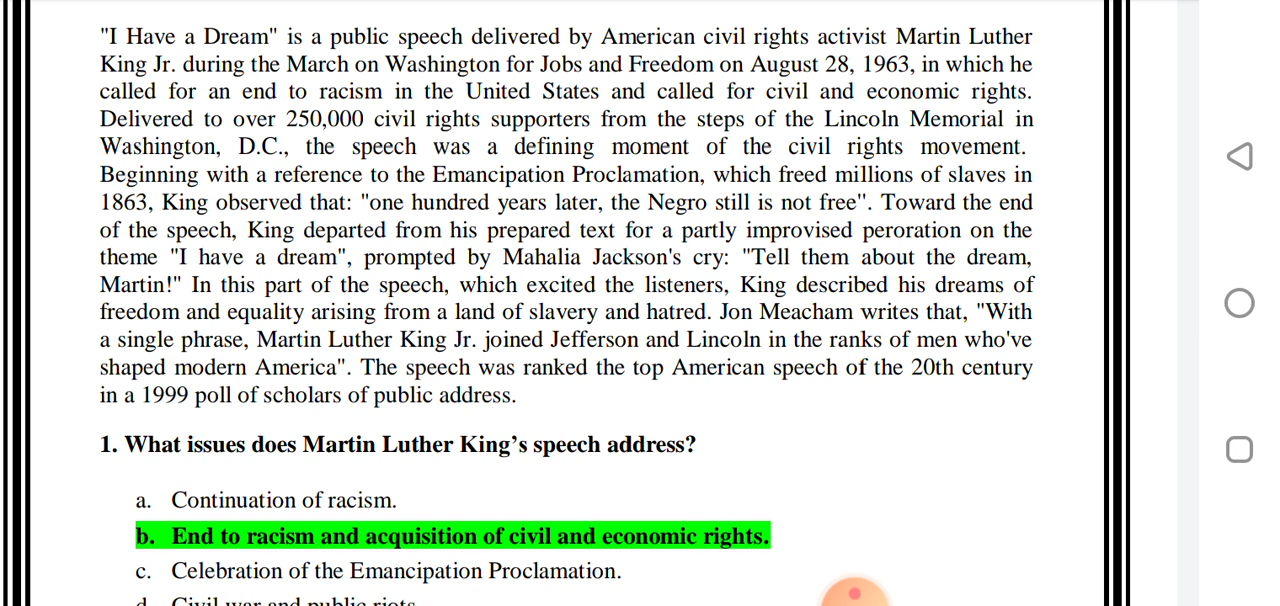 "I Have a Dream" is a public speech delivered by American civil rights activist Martin Luther
King Jr. during the March on Washington for Jobs and Freedom on August 28, 1963, in which he
called for an end to racism in the United States and called for civil and economic rights.
Delivered to over 250,000 civil rights supporters from the steps of the Lincoln Memorial in
Washington, D.C., the speech was a defining moment of the civil rights movement.
Beginning with a reference to the Emancipation Proclamation, which freed millions of slaves in
1863, King observed that: "one hundred years later, the Negro still is not free". Toward the end
of the speech, King departed from his prepared text for a partly improvised peroration on the
theme "I have a dream", prompted by Mahalia Jackson's cry: "Tell them about the dream,
Martin!" In this part of the speech, which excited the listeners, King described his dreams of
freedom and equality arising from a land of slavery and hatred. Jon Meacham writes that, "With
a single phrase, Martin Luther King Jr. joined Jefferson and Lincoln in the ranks of men who've
shaped modern America". The speech was ranked the top American speech of the 20th century
in a 1999 poll of scholars of public address.
1. What issues does Martin Luther King’s speech address?
a. Continuation of racism.
b. End to racism and acquisition of civil and economic rights.
c. Celebration of the Emancipation Proclamation.
d. Civil war and public riots